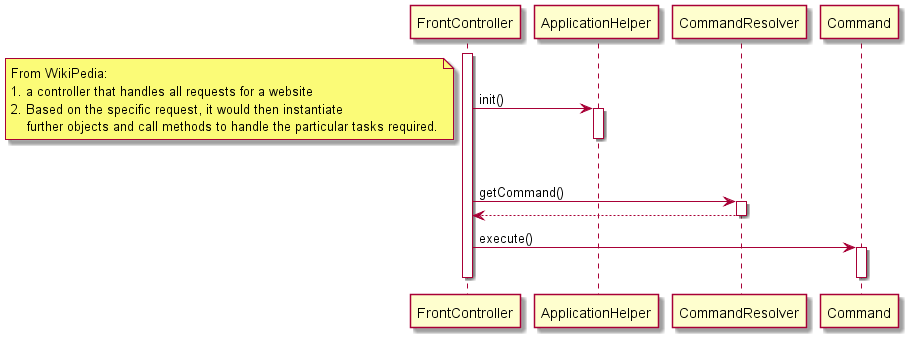 FrontController
ApplicationHelper
CommandResolver
Command
From WikiPedia:
1. a controller that handles all requests for a website
2. Based on the specific request, it would then instantiate
further objects and call methods to handle the particular tasks required.
init()
getCommand()
execute()
FrontController
ApplicationHelper
CommandResolver
Command